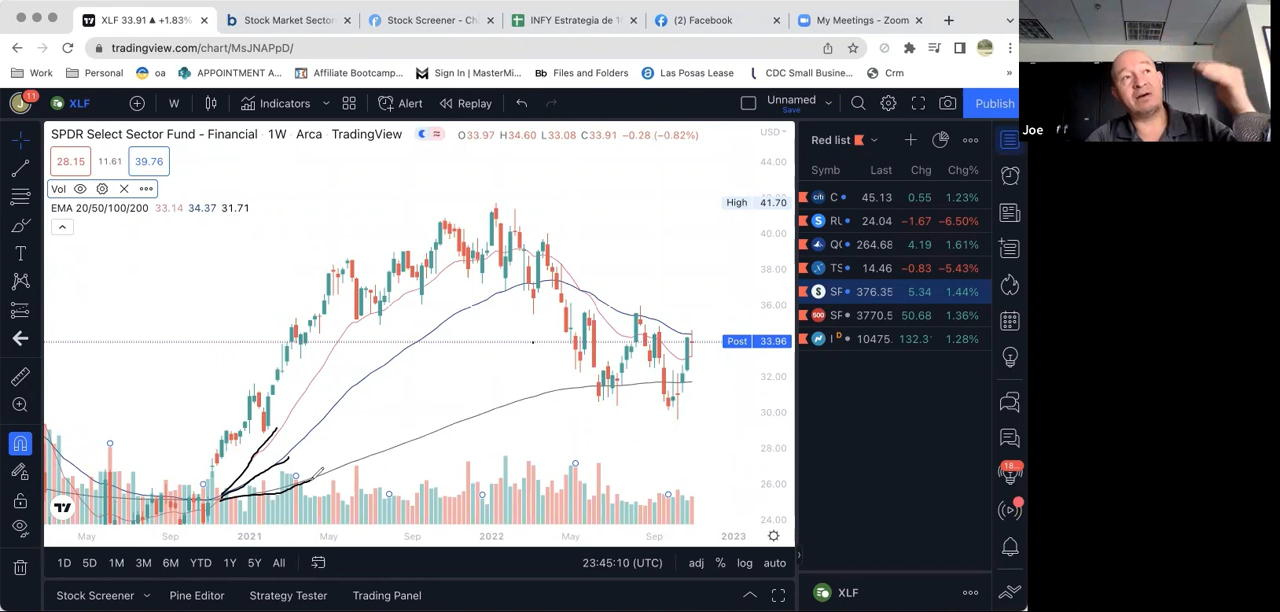 XLF 33.91 ▲ +1.83%
Stock Market Sector
Stock Screener - Ch
INFY Estrategia de 1
(2) Facebook
My Meetings - Zoom
tradingview.com/chart/MsJNAPpD/
Work
Personal
oa
APPOINTMENT A...
Affiliate Bootcamp...
Sign In | MasterMi...
Bb Files and Folders
Las Posas Lease
CDC Small Busine...
Crm
»
J 11
XLF
W
Indicators
Alert
Replay
Unnamed
Save
Publish
Joe
SPDR Select Sector Fund - Financial · 1W · Arca · TradingView
O33.97 H34.60 L33.08 C33.91 −0.28 (−0.82%)
USD
28.15 11.61 39.76
Vol
EMA 20/50/100/200 33.14 34.37 31.71
High 41.70
Post 33.96
44.00
40.00
38.00
36.00
32.00
30.00
28.00
26.00
24.00
May Sep 2021 May Sep 2022 May Sep 2023
1D 5D 1M 3M 6M YTD 1Y 5Y All
23:45:10 (UTC)
adj % log auto
Stock Screener
Pine Editor
Strategy Tester
Trading Panel
Red list
Symb Chg Chg%
citi C 45.13 0.55 1.23%
24.04 −1.67 −6.50%
264.68 4.19 1.61%
14.46 −0.83 −5.43%
376.35 5.34 1.44%
500 3770.5 50.68 1.36%
D 10475. 132.3 1.28%
XLF